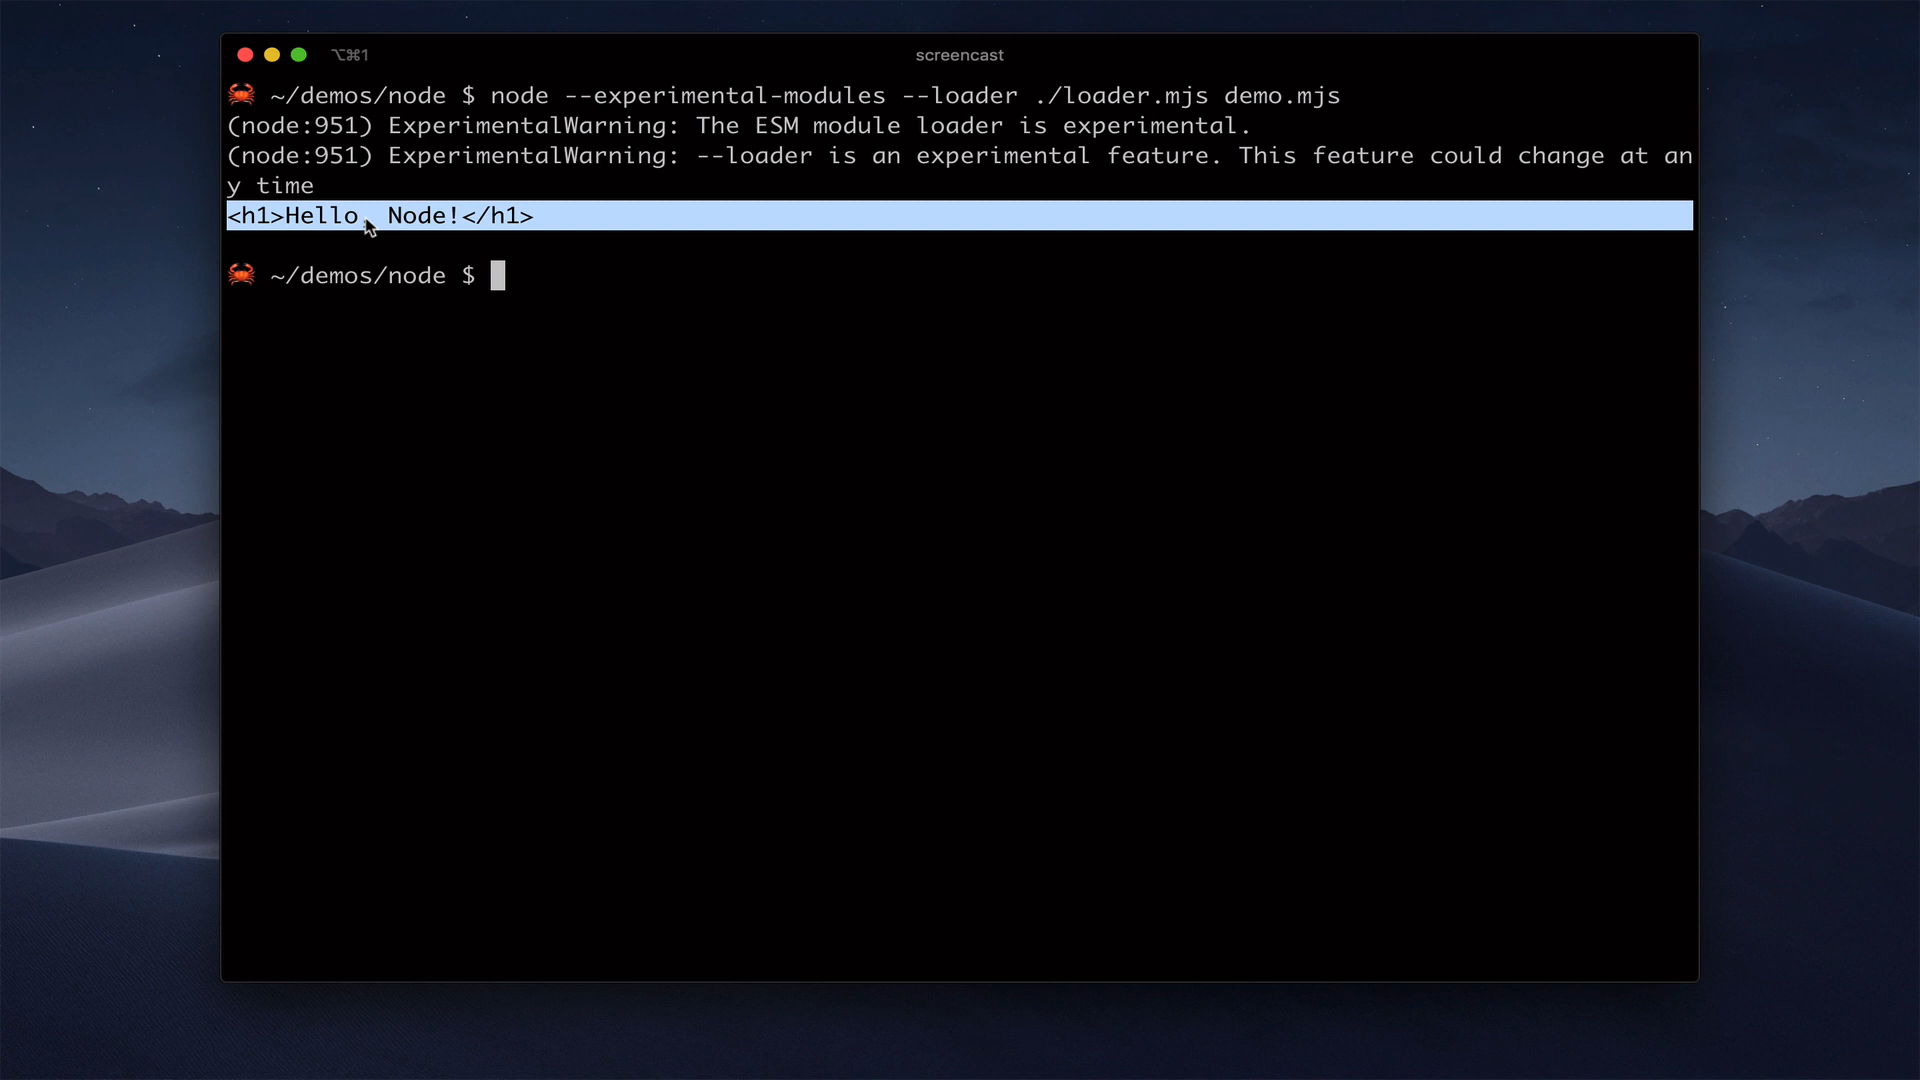 ⌥⌘1
screencast
🦀 ~/demos/node $ node --experimental-modules --loader ./loader.mjs demo.mjs
(node:951) ExperimentalWarning: The ESM module loader is experimental.
(node:951) ExperimentalWarning: --loader is an experimental feature. This feature could change at an
y time
<h1>Hello, Node!</h1>
🦀 ~/demos/node $